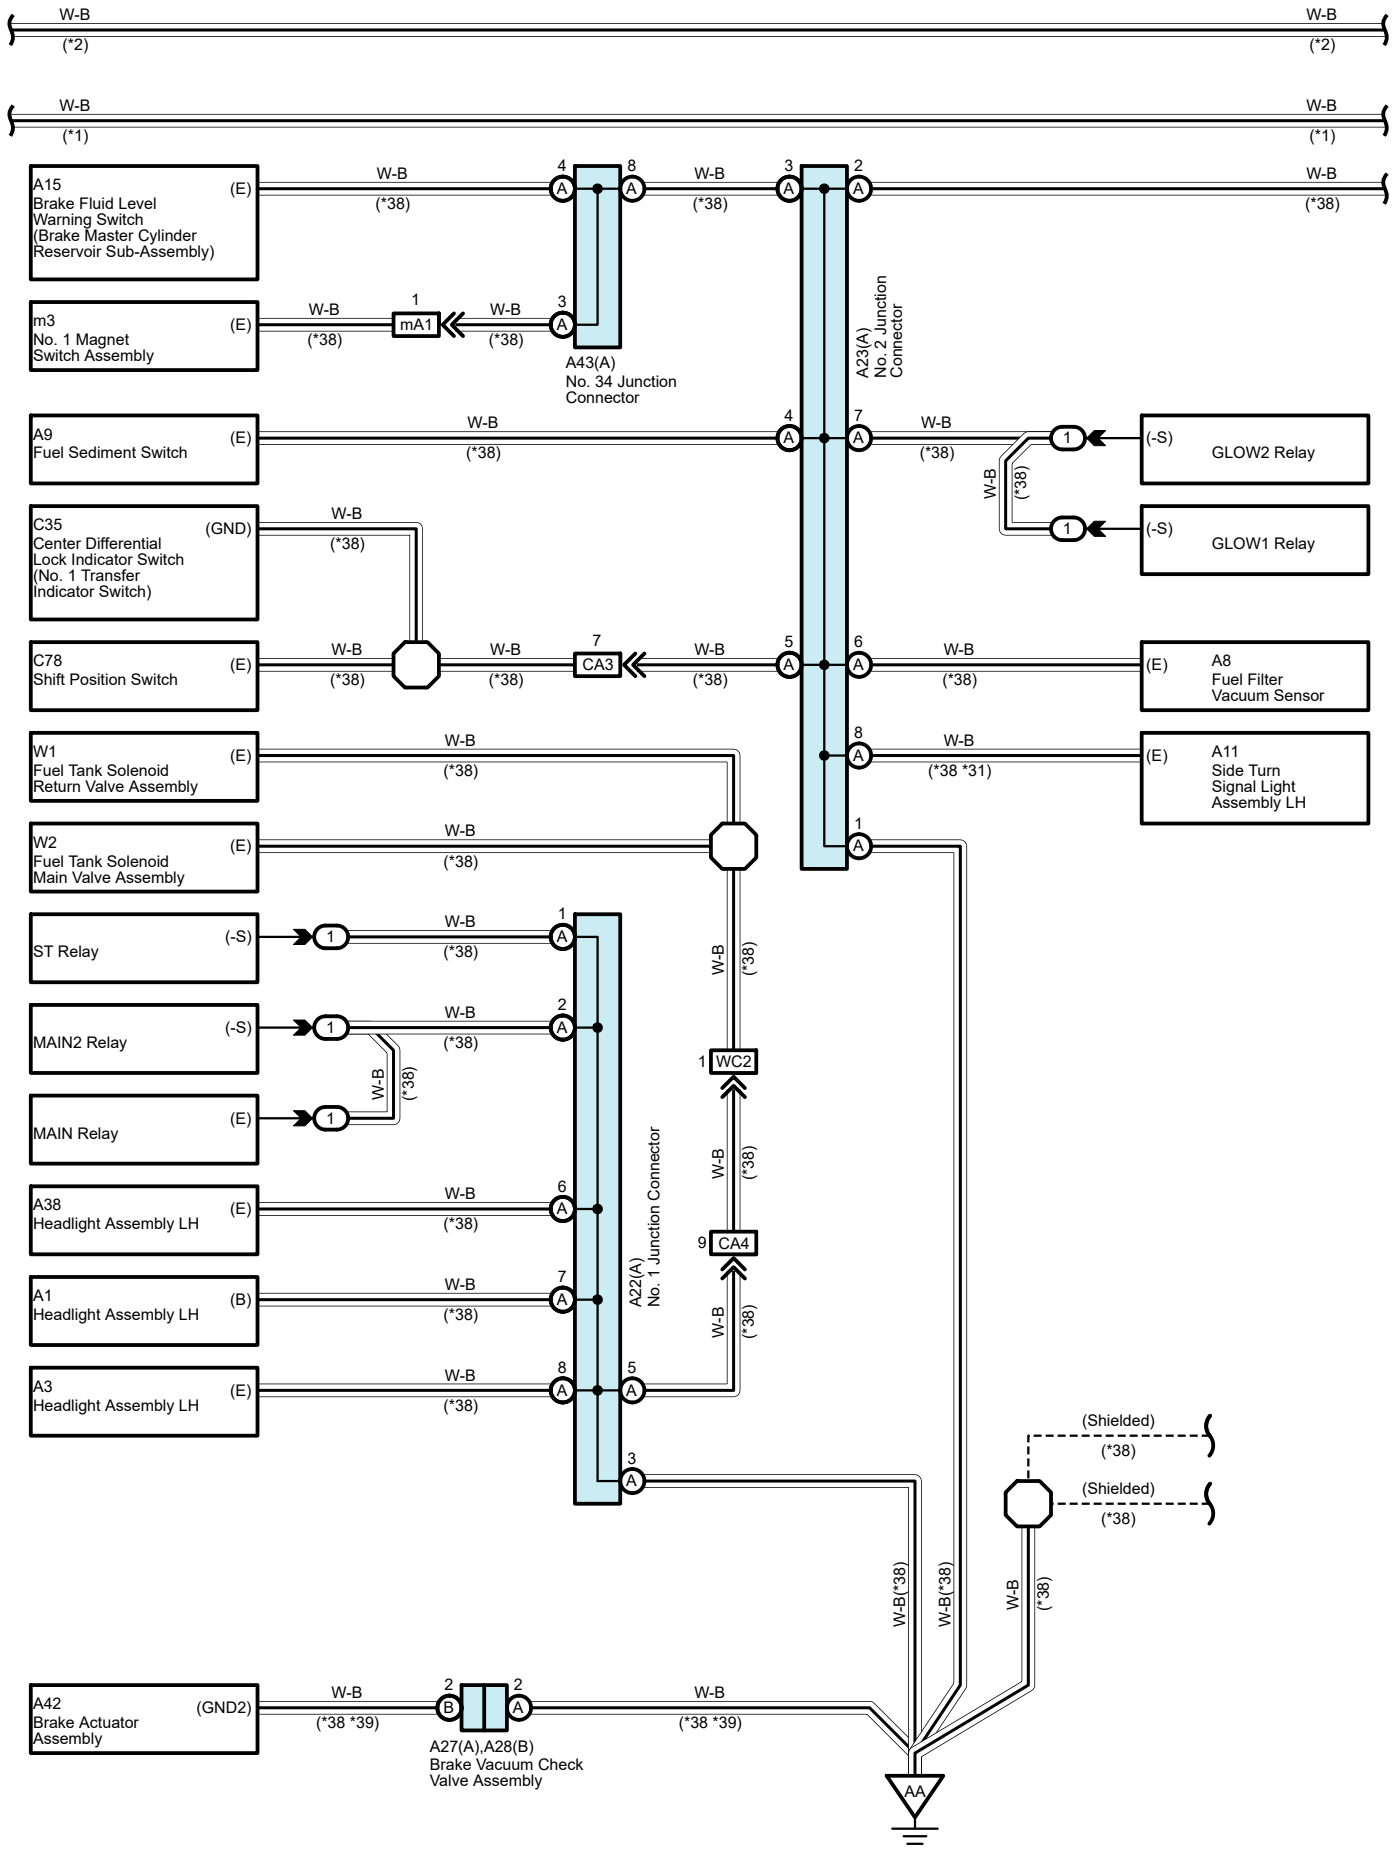 W-B W-B
(*2) (*2)
W-B W-B
(*1) (*1)
A15
Brake Fluid Level
Warning Switch
(Brake Master Cylinder
Reservoir Sub-Assembly)
(E)
W-B
(*38)
4
A
8
A
W-B
(*38)
3
A
2
A
W-B
(*38)
m3
No. 1 Magnet
Switch Assembly
(E)
W-B
(*38)
1
mA1
W-B
(*38)
3
A
A43(A)
No. 34 Junction
Connector
A23(A)
No. 2 Junction
Connector
A9
Fuel Sediment Switch
(E)
W-B
(*38)
4
A
7
A
W-B
(*38)
1
(-S)
GLOW2 Relay
W-B
(*38)
1
(-S)
GLOW1 Relay
C35
Center Differential
Lock Indicator Switch
(No. 1 Transfer
Indicator Switch)
(GND)
W-B
(*38)
C78
Shift Position Switch
(E)
W-B
(*38)
W-B
(*38)
7
CA3
W-B
(*38)
5
A
6
A
W-B
(*38)
(E)
A8
Fuel Filter
Vacuum Sensor
W1
Fuel Tank Solenoid
Return Valve Assembly
(E)
W-B
(*38)
8
A
W-B
(*38 *31)
(E)
A11
Side Turn
Signal Light
Assembly LH
W2
Fuel Tank Solenoid
Main Valve Assembly
(E)
W-B
(*38)
1
A
ST Relay
(-S)
1
W-B
(*38)
1
A
W-B
(*38)
MAIN2 Relay
(-S)
1
W-B
(*38)
2
A
W-B
(*38)
1 WC2
MAIN Relay
(E)
1
A22(A)
No. 1 Junction Connector
W-B
(*38)
A38
Headlight Assembly LH
(E)
W-B
(*38)
6
A
9 CA4
A1
Headlight Assembly LH
(B)
W-B
(*38)
7
A
W-B
(*38)
A3
Headlight Assembly LH
(E)
W-B
(*38)
8
A
5
A
3
A
(Shielded)
(*38)
(Shielded)
(*38)
W-B(*38)
W-B(*38)
W-B
(*38)
A42
Brake Actuator
Assembly
(GND2)
W-B
(*38 *39)
2
B
2
A
W-B
(*38 *39)
A27(A),A28(B)
Brake Vacuum Check
Valve Assembly
AA